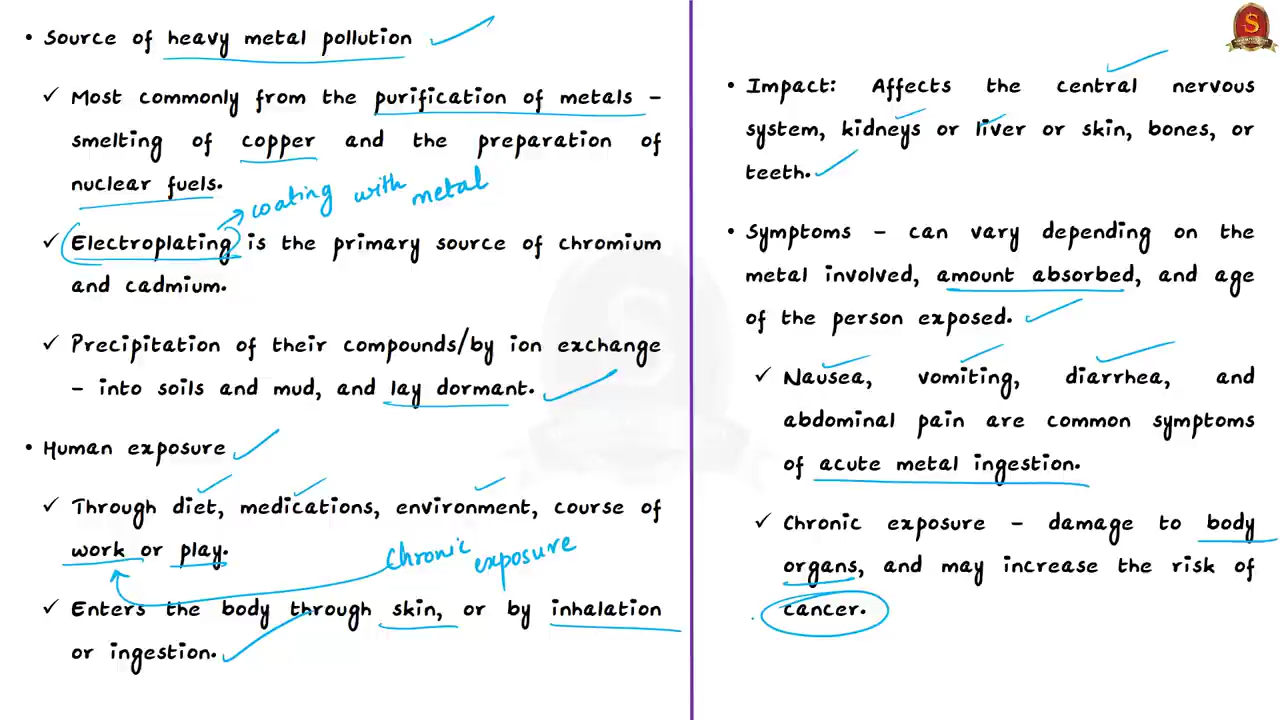 • Source of heavy metal pollution
✓ Most commonly from the purification of metals –
smelting of copper and the preparation of
nuclear fuels.
coating with metal
✓ Electroplating is the primary source of chromium
and cadmium.
✓ Precipitation of their compounds/by ion exchange
– into soils and mud, and lay dormant.
• Human exposure
✓ Through diet, medications, environment, course of
work or play.
chronic exposure
✓ Enters the body through skin, or by inhalation
or ingestion.
• Impact: Affects the central nervous
system, kidneys or liver or skin, bones, or
teeth.
• Symptoms – can vary depending on the
metal involved, amount absorbed, and age
of the person exposed.
✓ Nausea, vomiting, diarrhea, and
abdominal pain are common symptoms
of acute metal ingestion.
✓ Chronic exposure – damage to body
organs, and may increase the risk of
cancer.
S